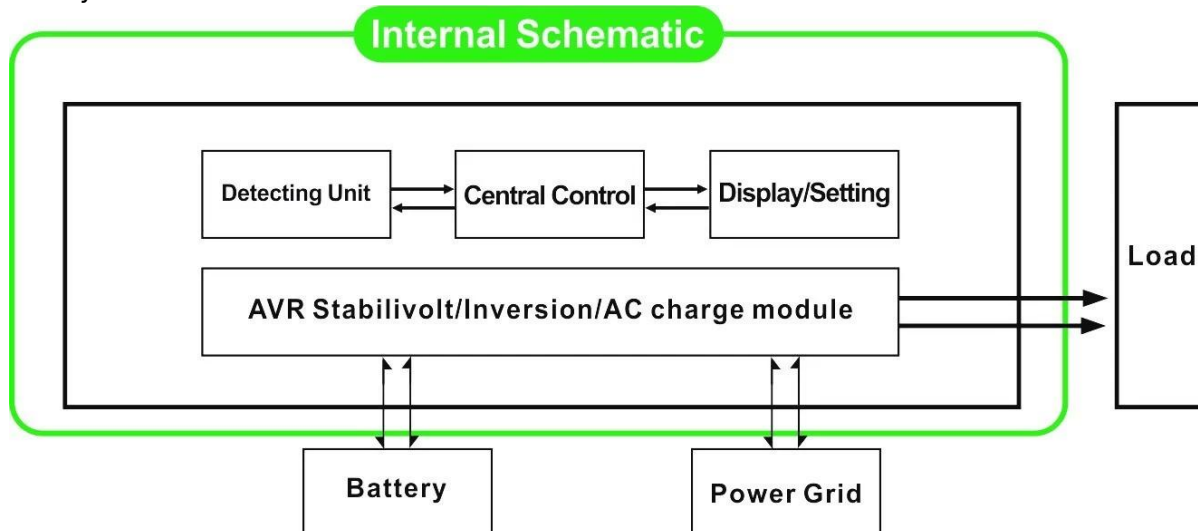 Internal Schematic
Detecting Unit
Central Control
Display/Setting
Load
AVR Stabilivolt/Inversion/AC charge module
Battery
Power Grid